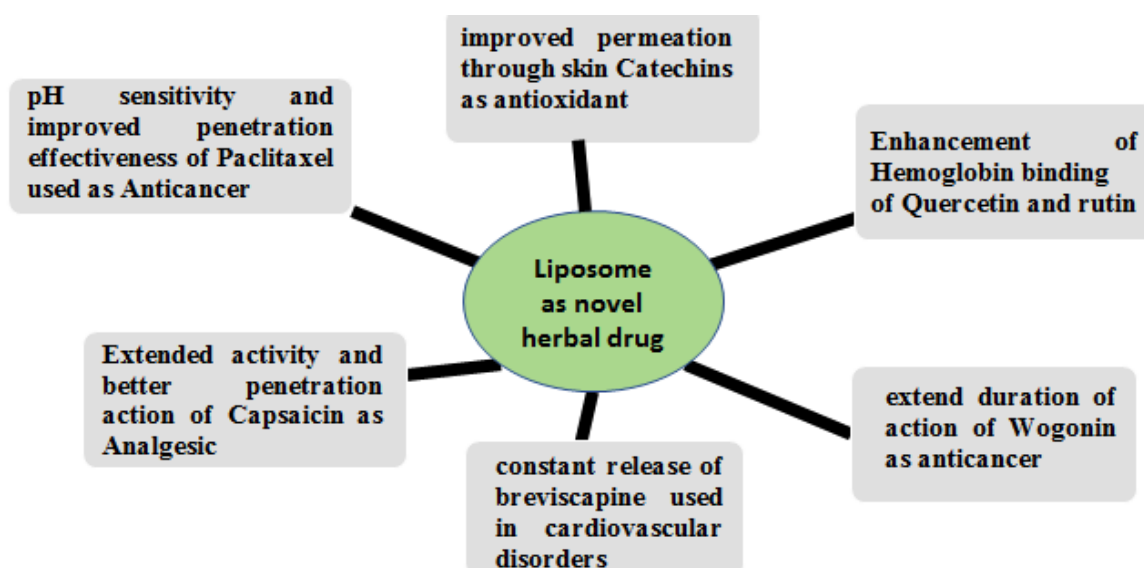 improved permeation
through skin Catechins
as antioxidant
pH sensitivity and
improved penetration
effectiveness of Paclitaxel
used as Anticancer
Enhancement of
Hemoglobin binding
of Quercetin and rutin
Liposome
as novel
herbal drug
Extended activity and
better penetration
action of Capsaicin as
Analgesic
extend duration of
action of Wogonin
as anticancer
constant release of
breviscapine used
in cardiovascular
disorders